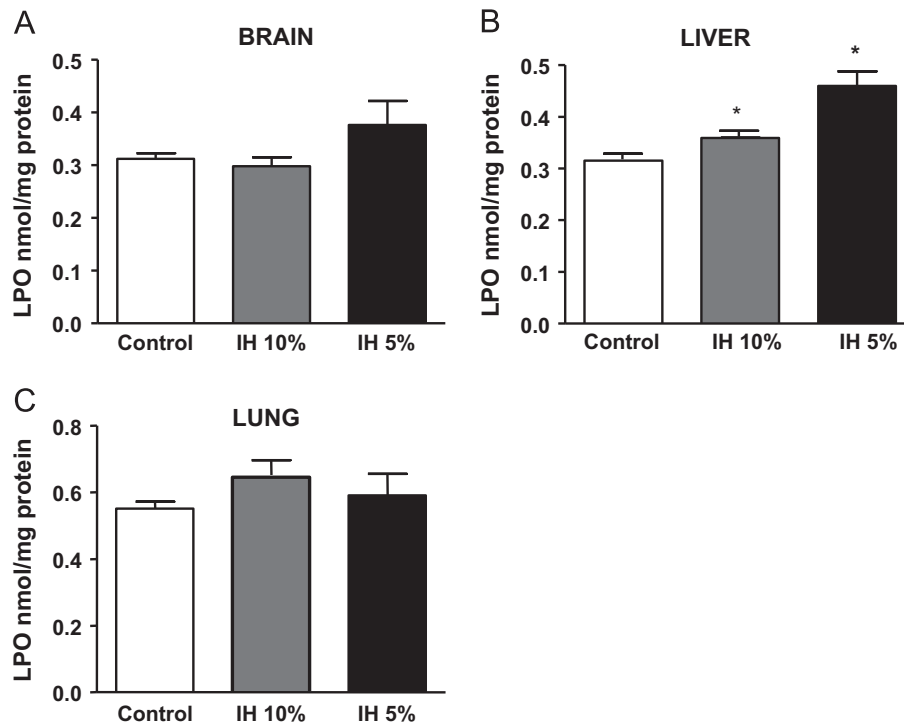 A
BRAIN
LPO nmol/mg protein
0.5
0.4
0.3
0.2
0.1
0.0
Control IH 10% IH 5%
B
LIVER
LPO nmol/mg protein
0.5
0.4
0.3
0.2
0.1
0.0
*
*
Control IH 10% IH 5%
C
LUNG
LPO nmol/mg protein
0.8
0.6
0.4
0.2
0.0
Control IH 10% IH 5%